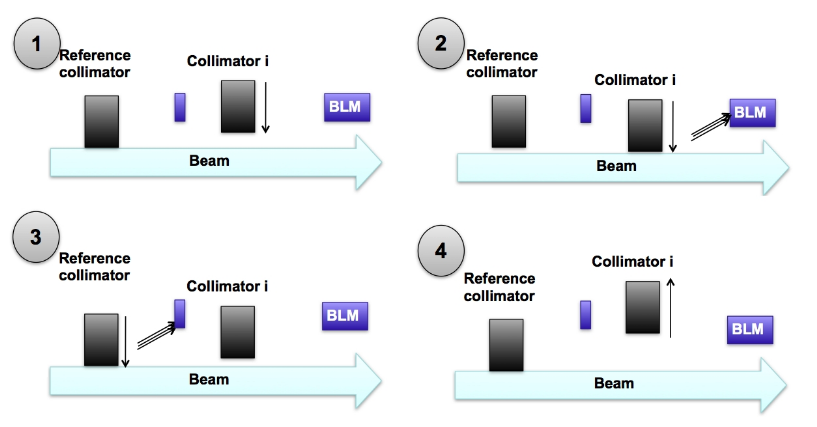 1
Reference
collimator
Collimator i
BLM
Beam
2
Reference
collimator
Collimator i
BLM
Beam
3
Reference
collimator
Collimator i
BLM
Beam
4
Reference
collimator
Collimator i
BLM
Beam